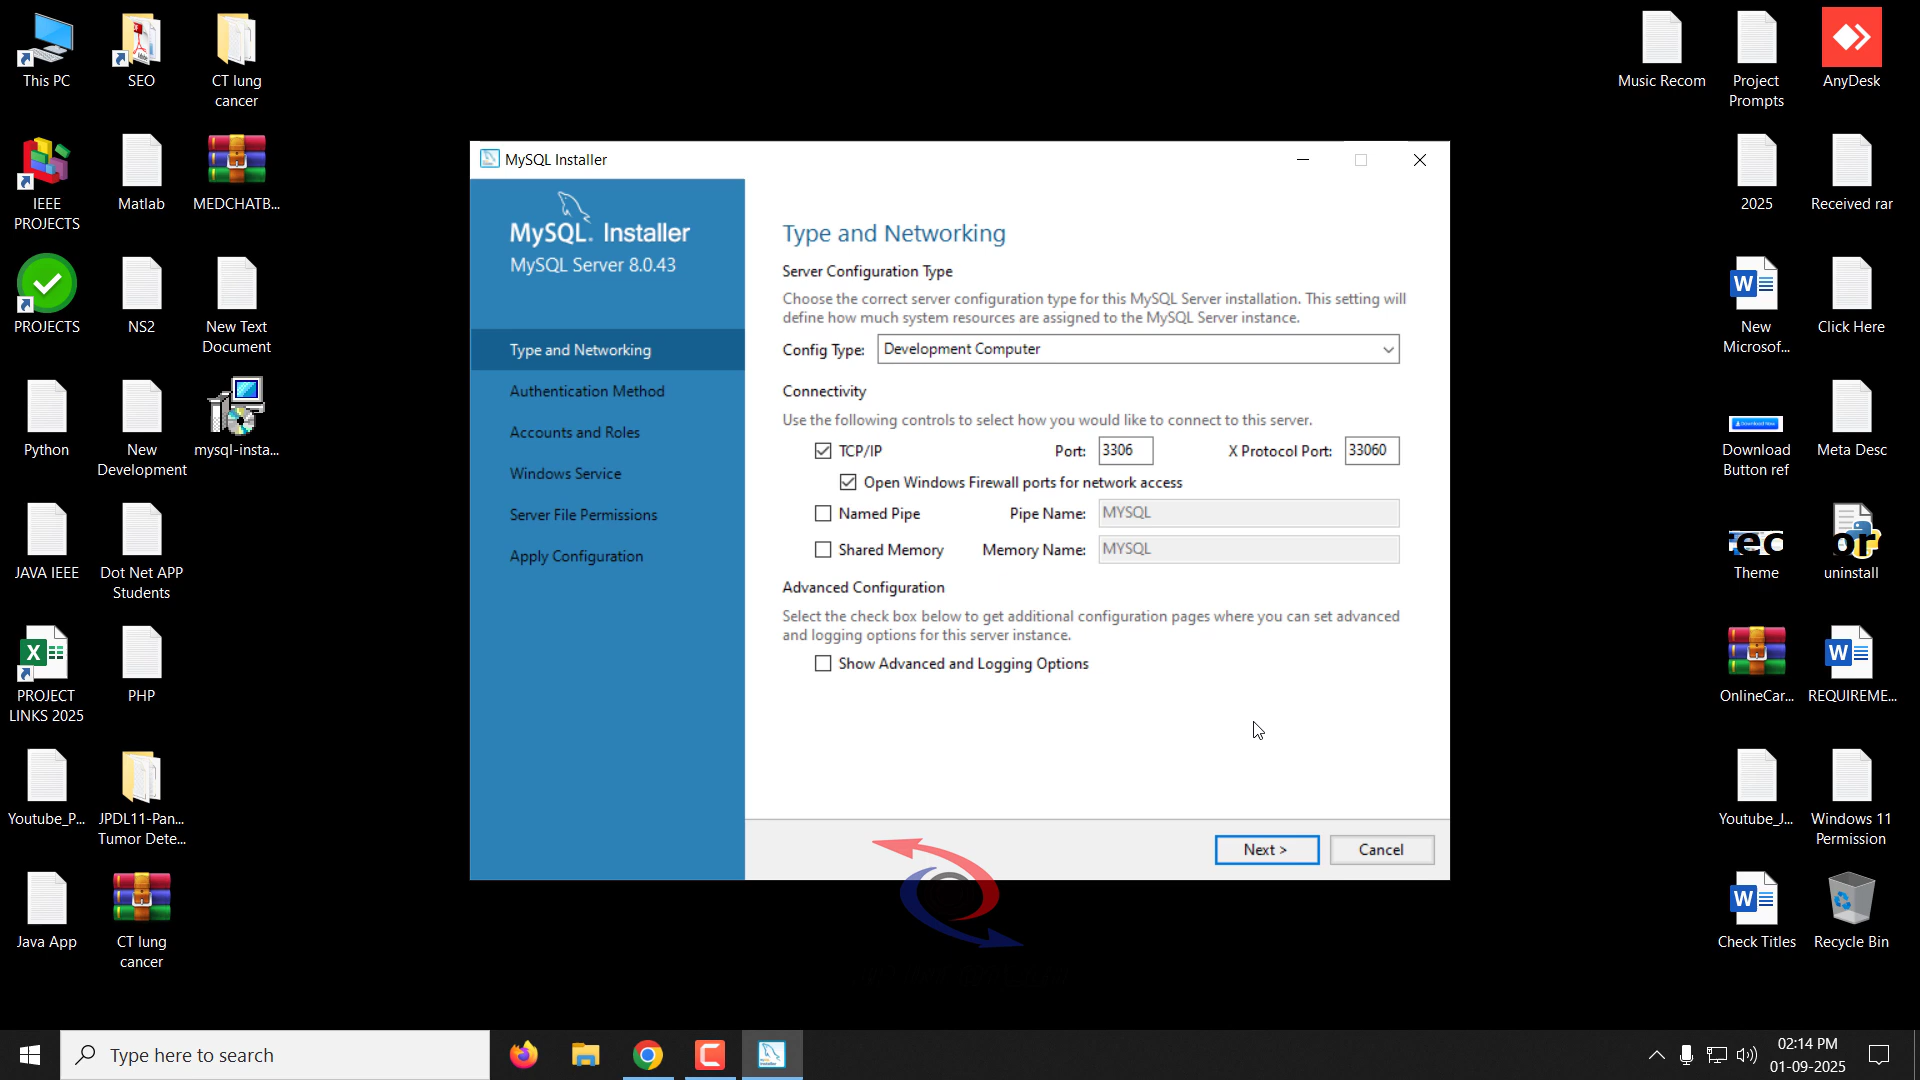 This PC
SEO
CT lung
cancer
IEEE
PROJECTS
Matlab
MEDCHATB...
PROJECTS
NS2
New Text
Document
Python
New
Development
mysql-insta...
JAVA IEEE
Dot Net APP
Students
PROJECT
LINKS 2025
PHP
Youtube_P...
JPDL11-Pan...
Tumor Dete...
Java App
CT lung
cancer
MySQL Installer
MySQL. Installer
MySQL Server 8.0.43
Type and Networking
Authentication Method
Accounts and Roles
Windows Service
Server File Permissions
Apply Configuration
Type and Networking
Server Configuration Type
Choose the correct server configuration type for this MySQL Server installation. This setting will
define how much system resources are assigned to the MySQL Server instance.
Config Type: Development Computer
Connectivity
Use the following controls to select how you would like to connect to this server.
TCP/IP Port: 3306 X Protocol Port: 33060
Open Windows Firewall ports for network access
Named Pipe Pipe Name: MYSQL
Shared Memory Memory Name: MYSQL
Advanced Configuration
Select the check box below to get additional configuration pages where you can set advanced
and logging options for this server instance.
Show Advanced and Logging Options
Next > Cancel
Music Recom
Project
Prompts
AnyDesk
2025
Received rar
New
Microsof...
Click Here
Download Now
Download
Button ref
Meta Desc
Theme
uninstall
OnlineCar...
REQUIREME...
Youtube_J...
Windows 11
Permission
Check Titles
Recycle Bin
Type here to search
02:14 PM
01-09-2025